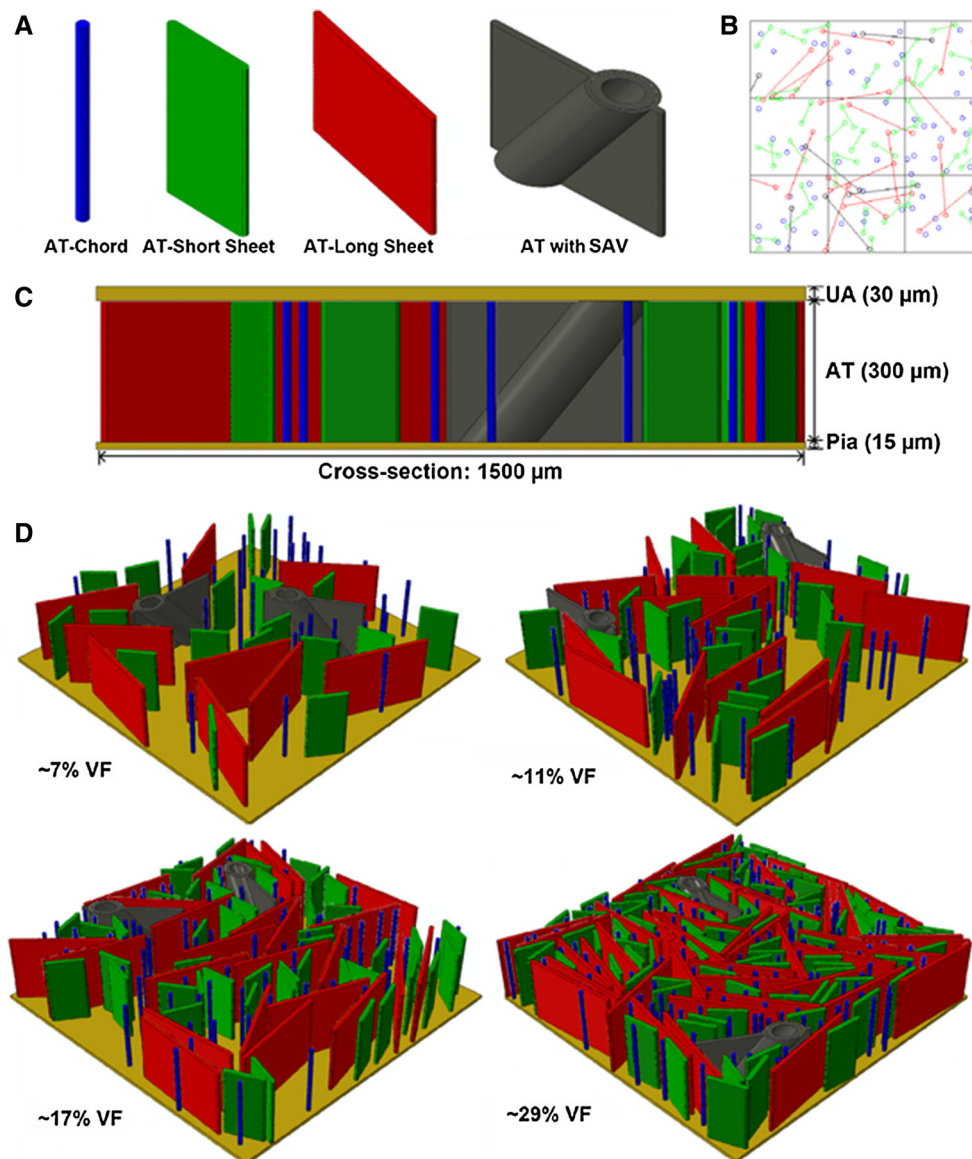 A
B
AT-Chord AT-Short Sheet AT-Long Sheet AT with SAV
C
UA (30 µm)
AT (300 µm)
Pia (15 µm)
Cross-section: 1500 µm
D
~7% VF
~11% VF
~17% VF
~29% VF